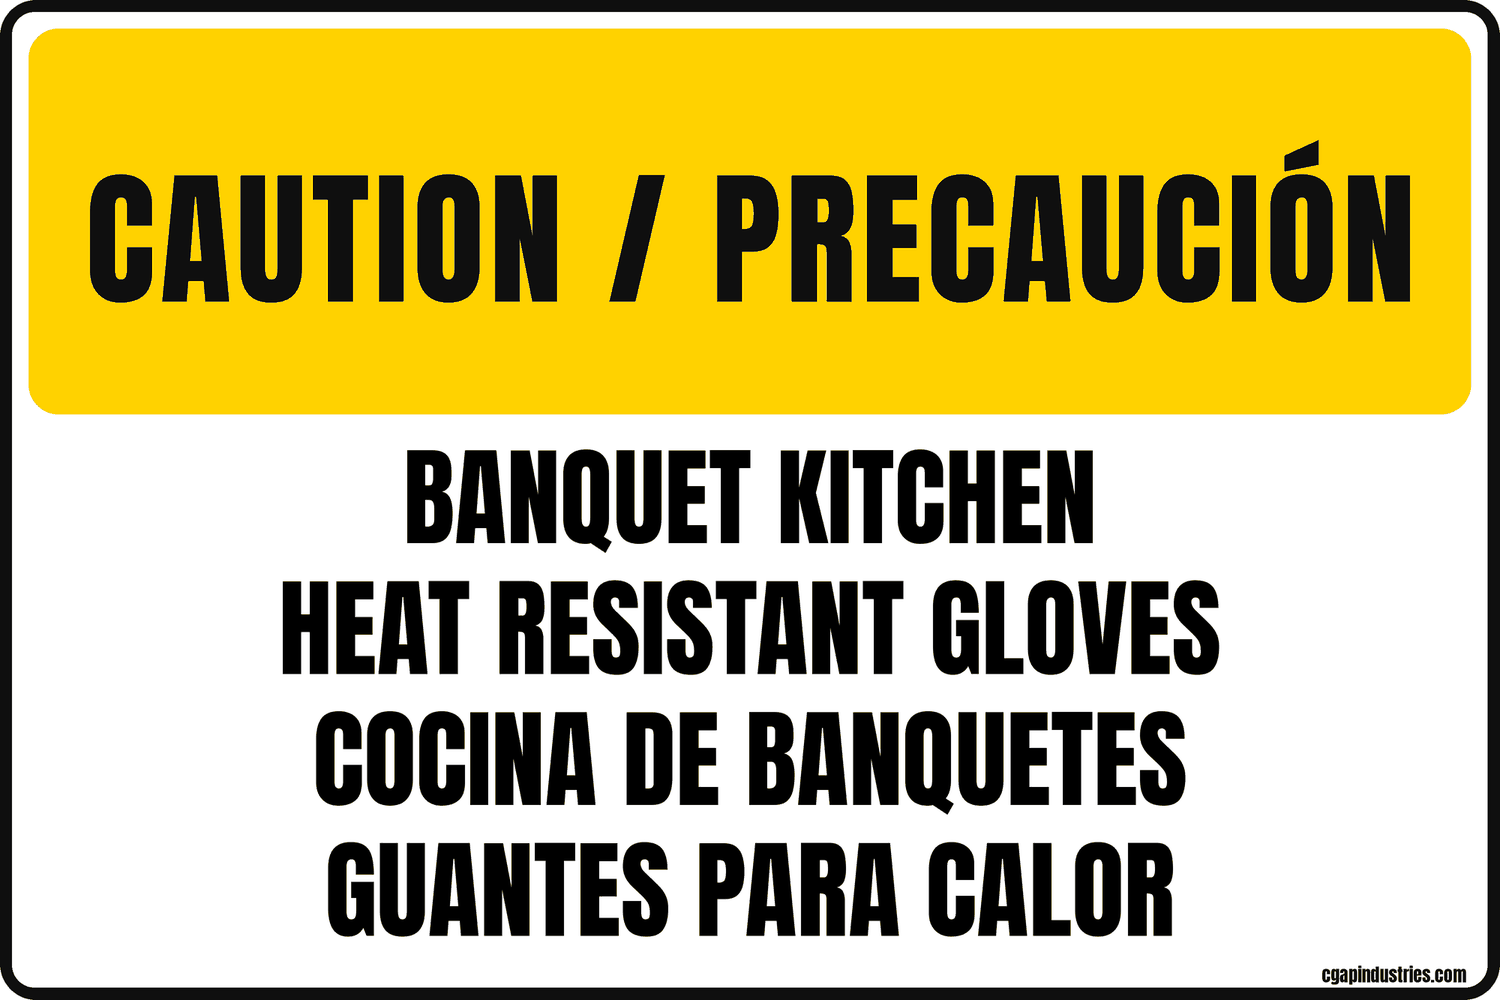 CAUTION / PRECAUCIÓN
BANQUET KITCHEN
HEAT RESISTANT GLOVES
COCINA DE BANQUETES
GUANTES PARA CALOR
cgapindustries.com